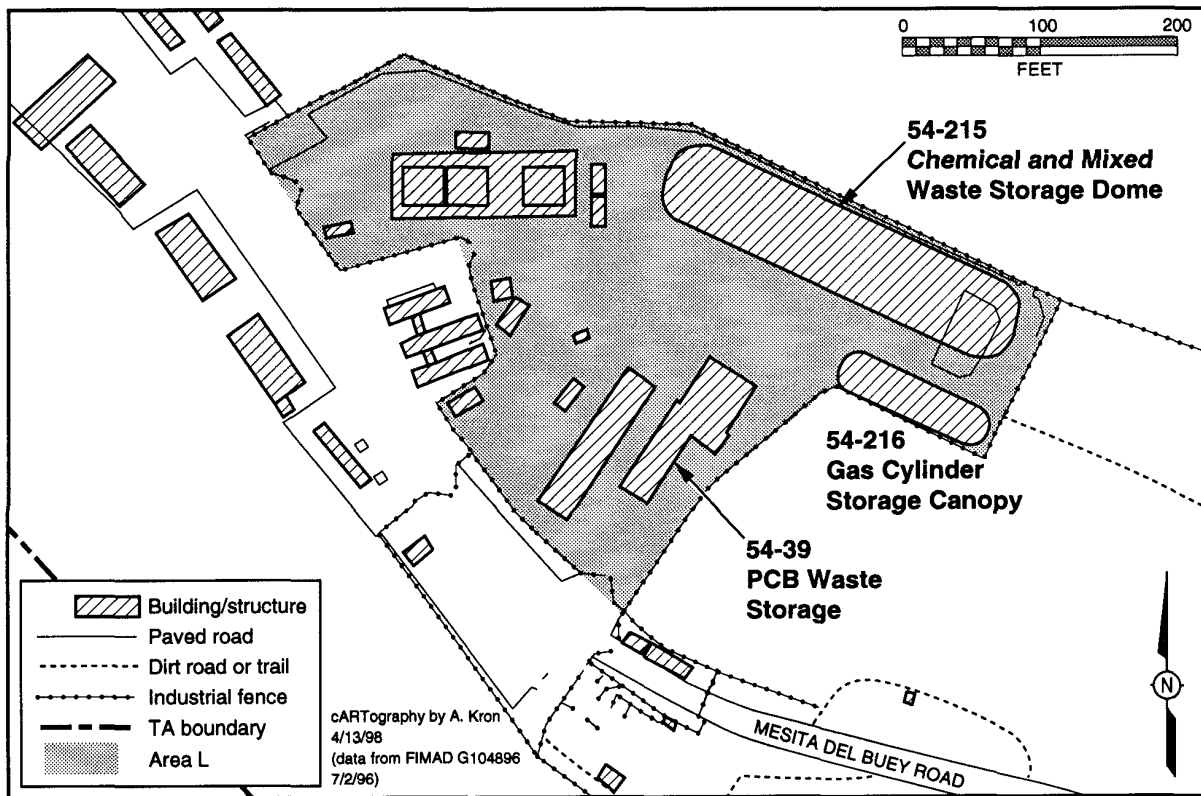 0 100 200
FEET
54-215
Chemical and Mixed
Waste Storage Dome
54-216
Gas Cylinder
Storage Canopy
54-39
PCB Waste
Storage
Building/structure
Paved road
Dirt road or trail
Industrial fence
TA boundary
Area L
cARTography by A. Kron
4/13/98
(data from FIMAD G104896
7/2/96)
MESITA DEL BUEY ROAD
N